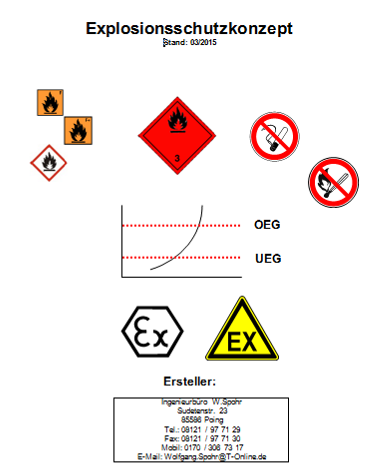 Explosionsschutzkonzept
Stand: 03/2015
F
F+
3
OEG
UEG
Ex
EX
Ersteller:
Ingenieurbüro W.Spohr
Sudetenstr. 23
85586 Poing
Tel.: 08121 / 97 71 29
Fax: 08121 / 97 71 30
Mobil: 0170 / 306 73 17
E-Mail: Wolfgang.Spohr@T-Online.de